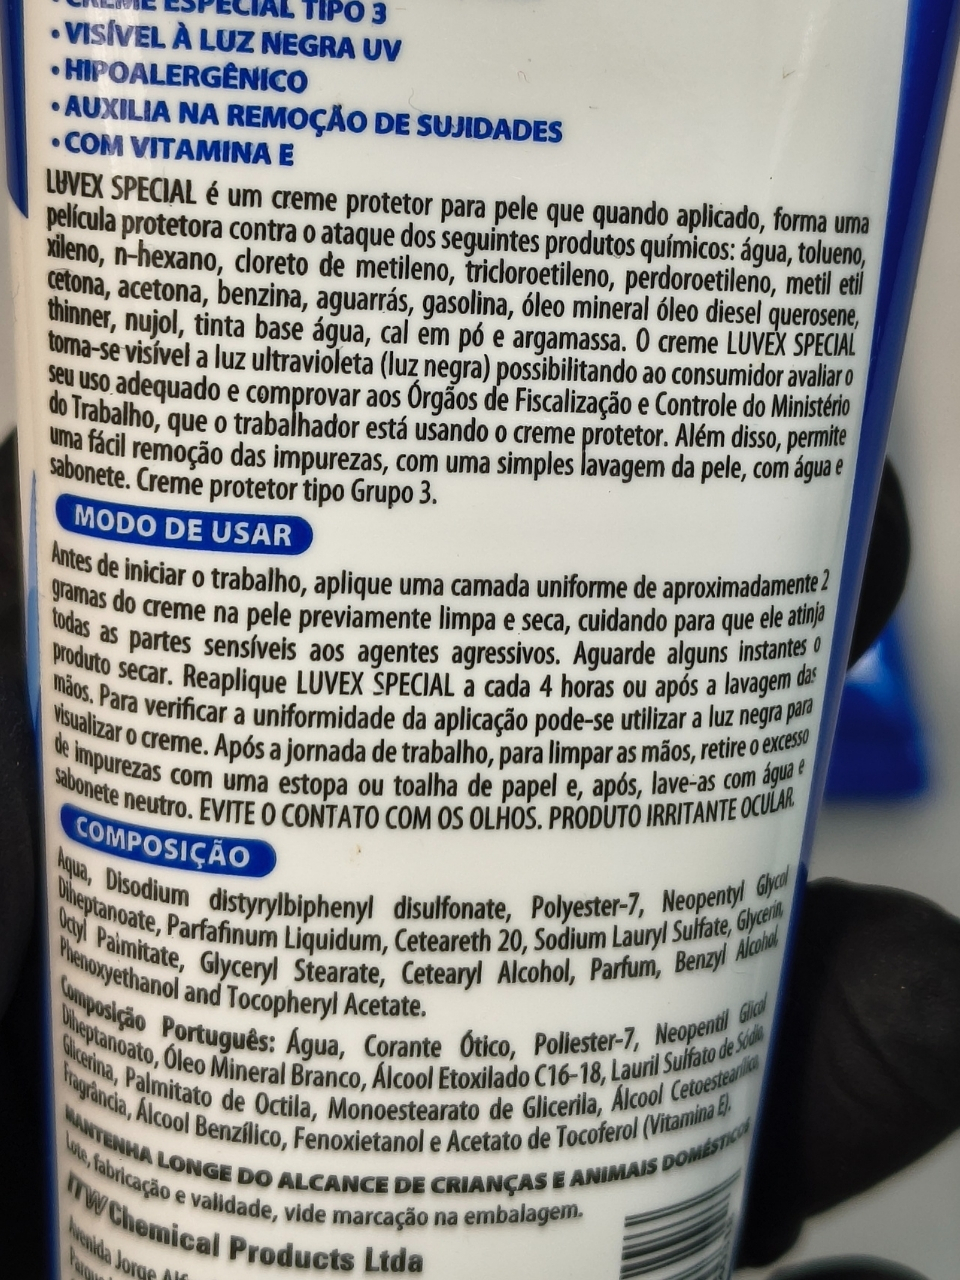 • CREME ESPECIAL TIPO 3
• VISÍVEL À LUZ NEGRA UV
• HIPOALERGÊNICO
• AUXILIA NA REMOÇÃO DE SUJIDADES
• COM VITAMINA E
LUVEX SPECIAL é um creme protetor para pele que quando aplicado, forma uma
película protetora contra o ataque dos seguintes produtos químicos: água, tolueno,
xileno, n-hexano, cloreto de metileno, tricloroetileno, perdoroetileno, metil etil
cetona, acetona, benzina, aguarrás, gasolina, óleo mineral óleo diesel querosene,
thinner, nujol, tinta base água, cal em pó e argamassa. O creme LUVEX SPECIAL
torna-se visível a luz ultravioleta (luz negra) possibilitando ao consumidor avaliar o
seu uso adequado e comprovar aos Órgãos de Fiscalização e Controle do Ministério
do Trabalho, que o trabalhador está usando o creme protetor. Além disso, permite
uma fácil remoção das impurezas, com uma simples lavagem da pele, com água e
sabonete. Creme protetor tipo Grupo 3.
MODO DE USAR
Antes de iniciar o trabalho, aplique uma camada uniforme de aproximadamente 2
gramas do creme na pele previamente limpa e seca, cuidando para que ele atinja
todas as partes sensíveis aos agentes agressivos. Aguarde alguns instantes o
produto secar. Reaplique LUVEX SPECIAL a cada 4 horas ou após a lavagem das
mãos. Para verificar a uniformidade da aplicação pode-se utilizar a luz negra para
visualizar o creme. Após a jornada de trabalho, para limpar as mãos, retire o excesso
de impurezas com uma estopa ou toalha de papel e, após, lave-as com água e
sabonete neutro. EVITE O CONTATO COM OS OLHOS. PRODUTO IRRITANTE OCULAR.
COMPOSIÇÃO
Aqua, Disodium distyrylbiphenyl disulfonate, Polyester-7, Neopentyl Glycol
Diheptanoate, Parfafinum Liquidum, Ceteareth 20, Sodium Lauryl Sulfate, Glycerin,
Octyl Palmitate, Glyceryl Stearate, Cetearyl Alcohol, Parfum, Benzyl Alcohol,
Phenoxyethanol and Tocopheryl Acetate.
Composição Português: Água, Corante Ótico, Poliester-7, Neopentil Glicol
Diheptanoato, Óleo Mineral Branco, Álcool Etoxilado C16-18, Lauril Sulfato de Sódio,
Glicerina, Palmitato de Octila, Monoestearato de Glicerila, Álcool Cetoestearílico,
Fragrância, Álcool Benzílico, Fenoxietanol e Acetato de Tocoferol (Vitamina E).
MANTENHA LONGE DO ALCANCE DE CRIANÇAS E ANIMAIS DOMÉSTICOS
Lote, fabricação e validade, vide marcação na embalagem.
ITW Chemical Products Ltda
Avenida Jorge